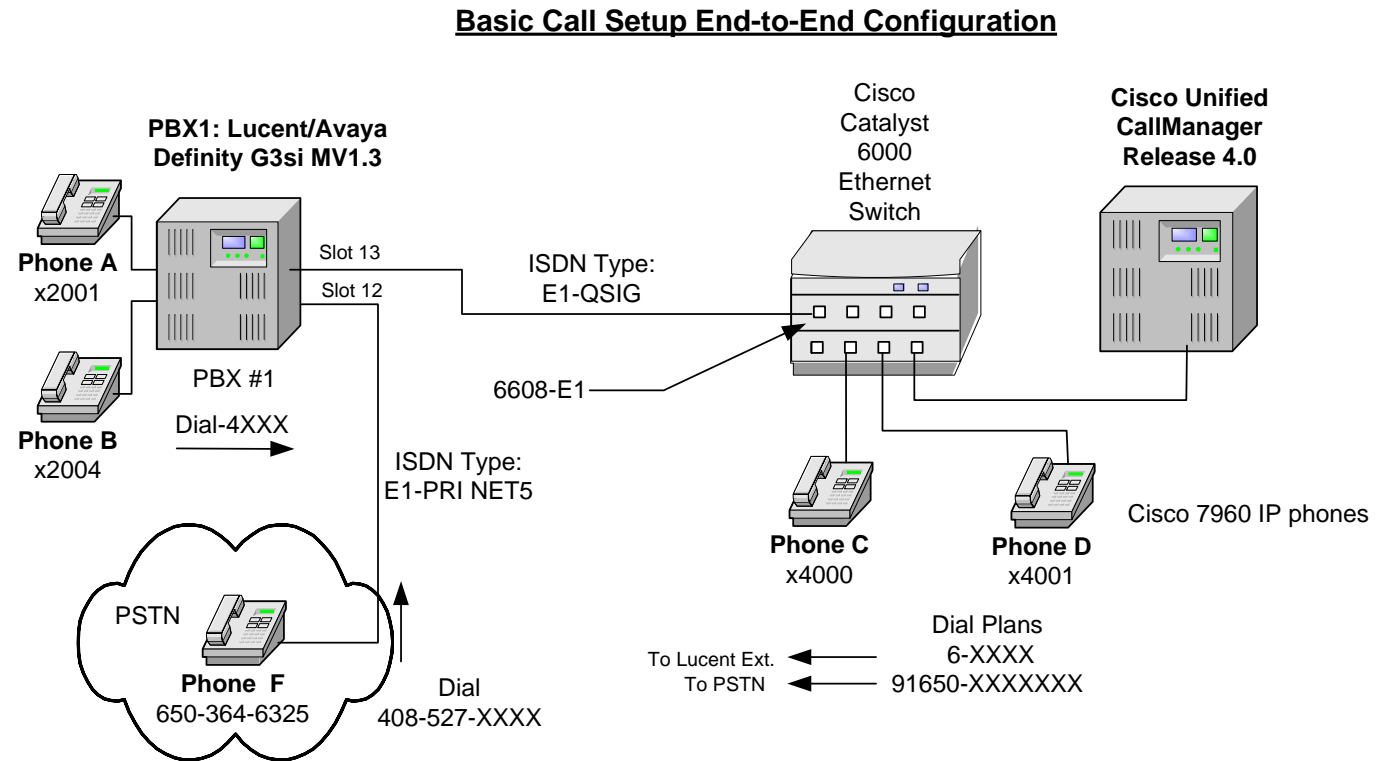 Basic Call Setup End-to-End Configuration
PBX1: Lucent/Avaya
Definity G3si MV1.3
Cisco
Catalyst
6000
Ethernet
Switch
Cisco Unified
CallManager
Release 4.0
Phone A
x2001
Slot 13
Slot 12
ISDN Type:
E1-QSIG
PBX #1
6608-E1
Dial-4XXX
Phone B
x2004
ISDN Type:
E1-PRI NET5
Phone C
x4000
Phone D
x4001
Cisco 7960 IP phones
PSTN
Phone F
650-364-6325
Dial
408-527-XXXX
Dial Plans
To Lucent Ext.
6-XXXX
To PSTN
91650-XXXXXXX